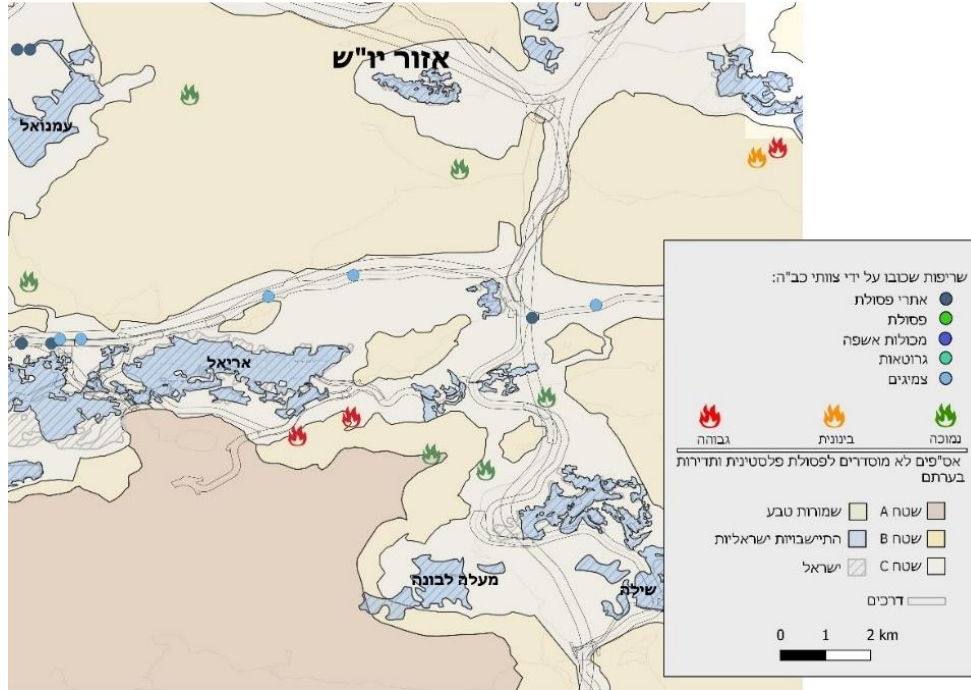 אזור יו"ש
עמנואל
אריאל
מעלה לבונה
שילה
שריפות שכובו על ידי צוותי כב"ה:
אתרי פסולת
פסולת
מכולות אשפה
גרוטאות
צמיגים
גבוהה בינונית נמוכה
אס"פים לא מוסדרים לפסולת פלסטינית ותדירות
בערתם
שטח A שמורות טבע
שטח B התיישבויות ישראליות
שטח C ישראל
דרכים
0 1 2 km